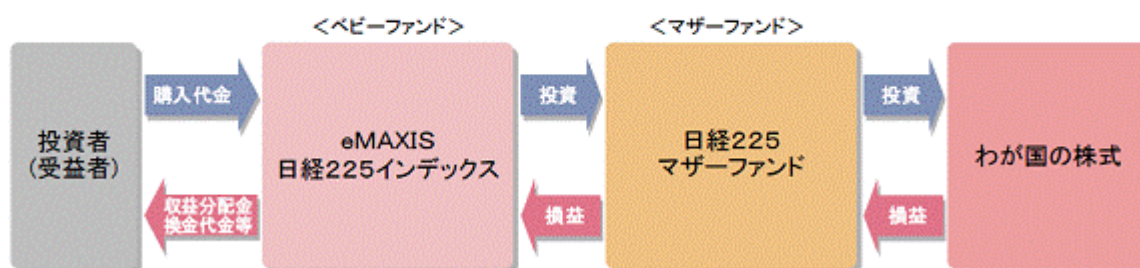 <ベビーファンド>
<マザーファンド>
投資者
(受益者)
購入代金
収益分配金
換金代金等
eMAXIS
日経225インデックス
投資
損益
日経225
マザーファンド
投資
損益
わが国の株式